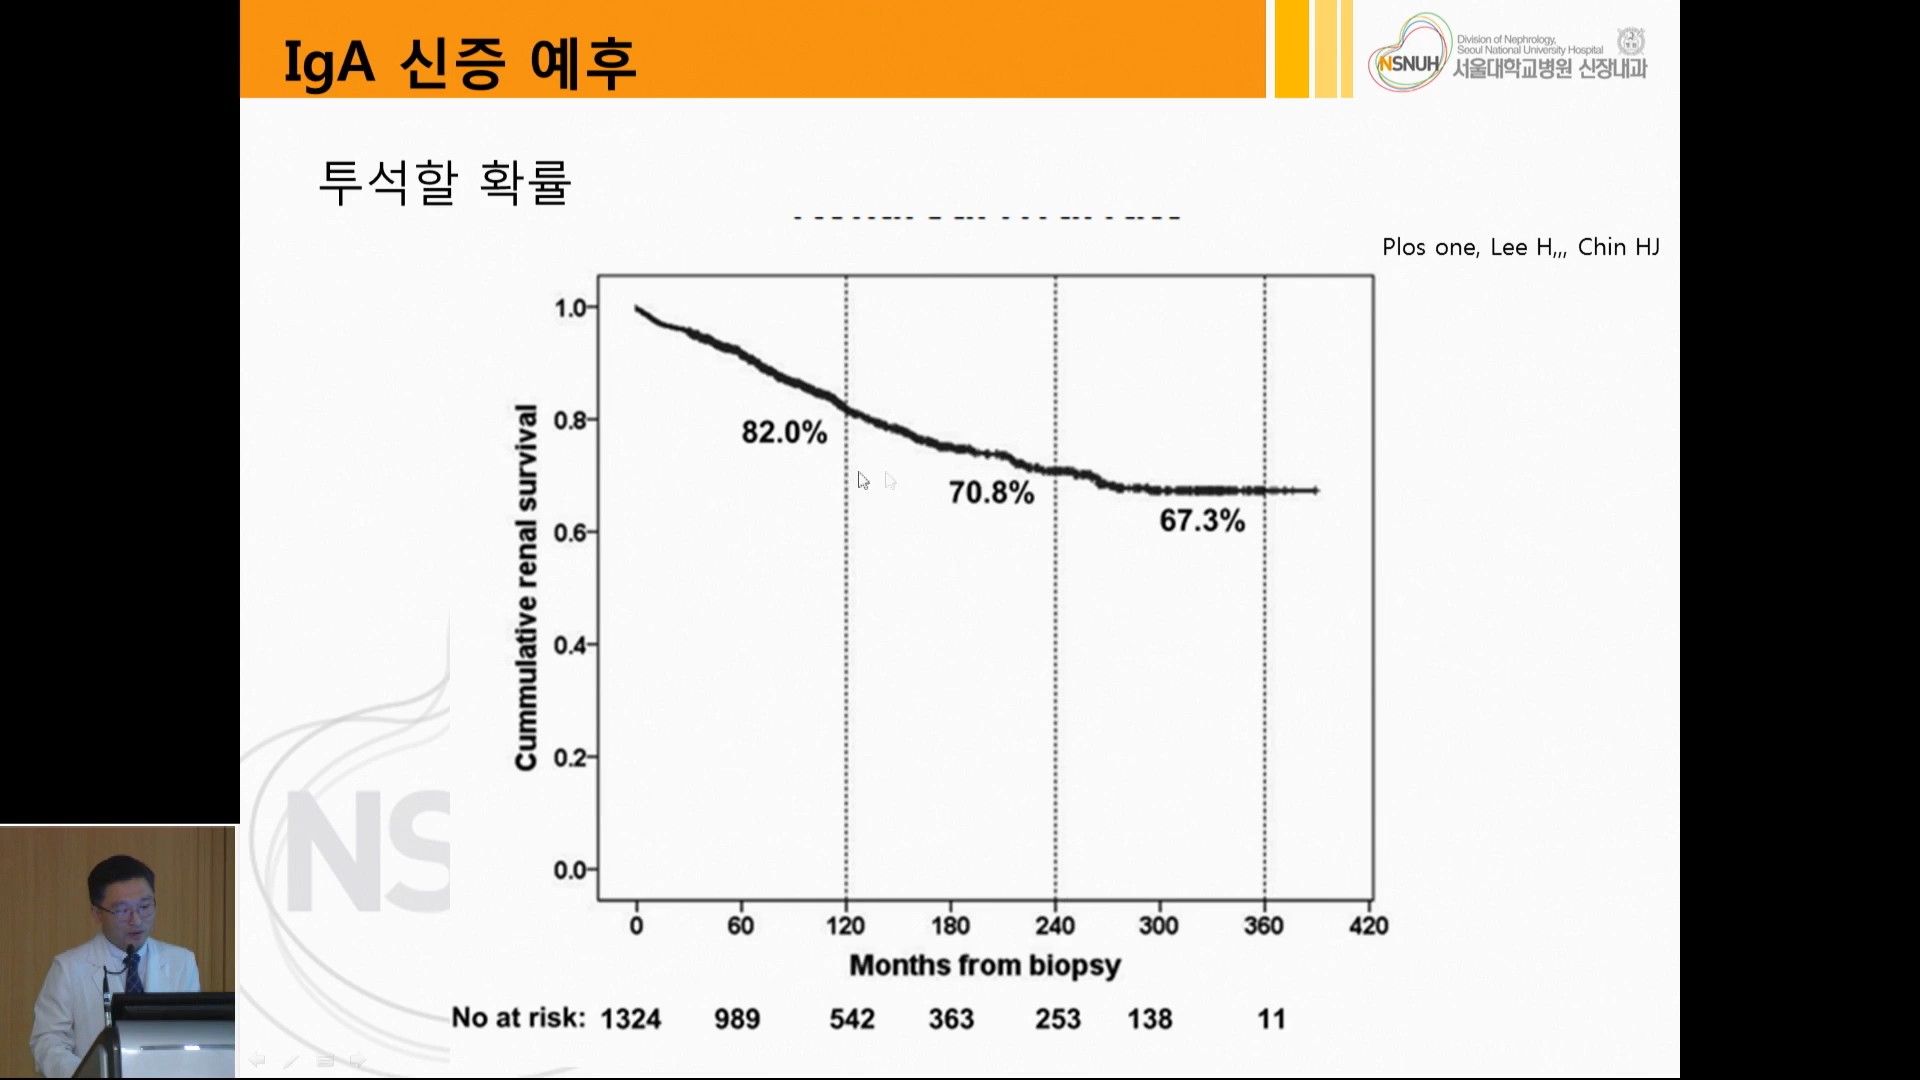 IgA 신증 예후
NSNUH
Division of Nephrology,
Seoul National University Hospital
서울대학교병원 신장내과
투석할 확률
Plos one, Lee H,,, Chin HJ
1.0
0.8
0.6
0.4
0.2
0.0
Cummulative renal survival
82.0%
70.8%
67.3%
0 60 120 180 240 300 360 420
Months from biopsy
No at risk: 1324 989 542 363 253 138 11
NS